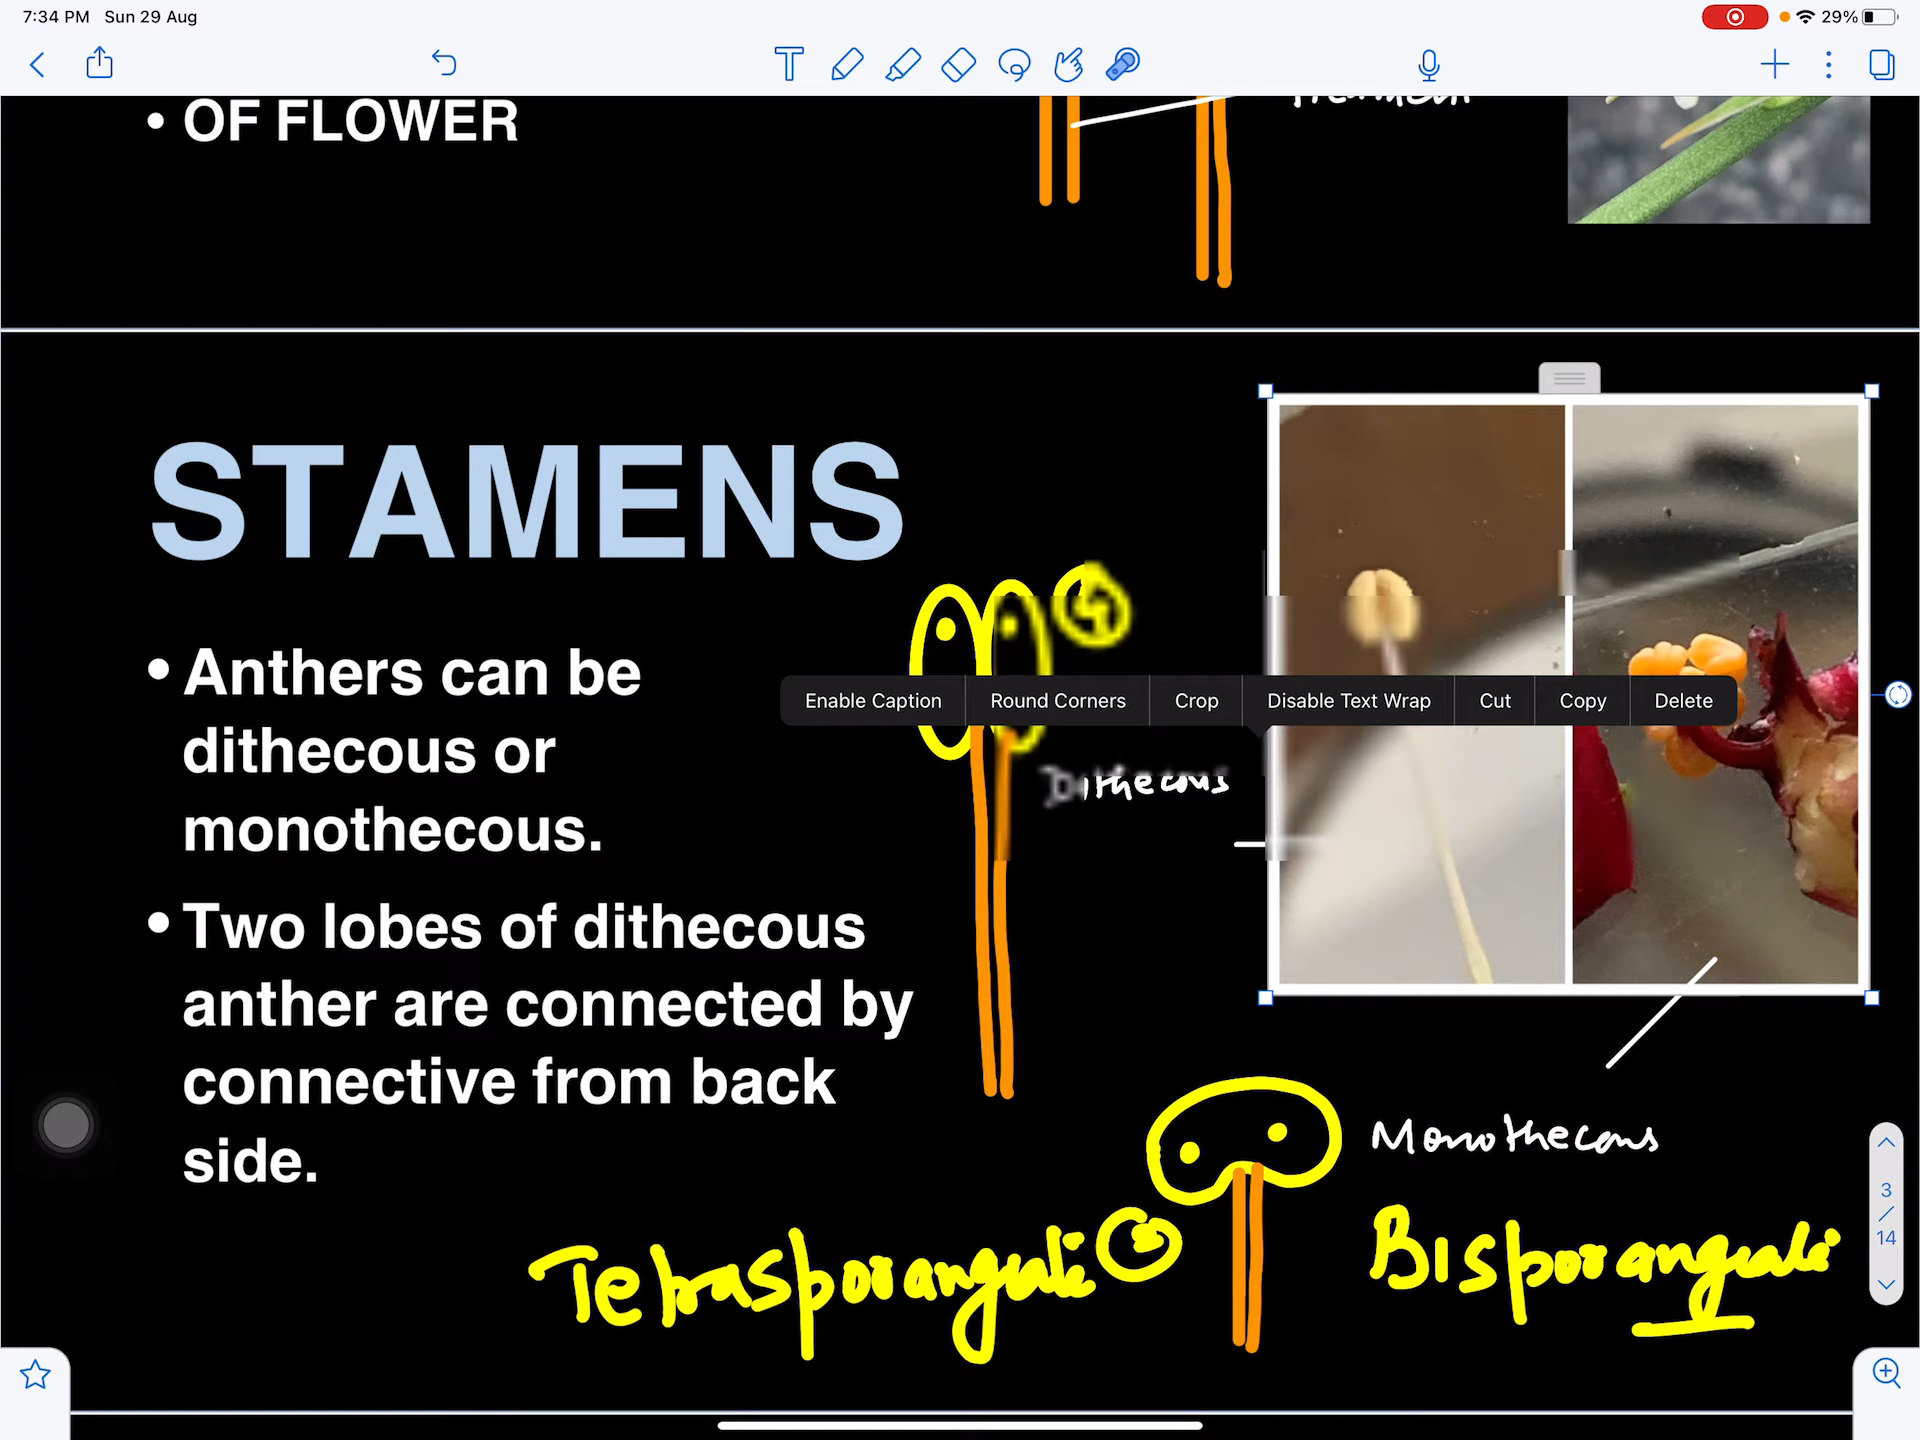 7:34 PM Sun 29 Aug
29%
• OF FLOWER
STAMENS
• Anthers can be
dithecous or
monothecous.
• Two lobes of dithecous
anther are connected by
connective from back
side.
4
Enable Caption Round Corners Crop Disable Text Wrap Cut Copy Delete
Dithecous
Monothecous
Tetrasporangiate
Bisporangiate
3
/
14